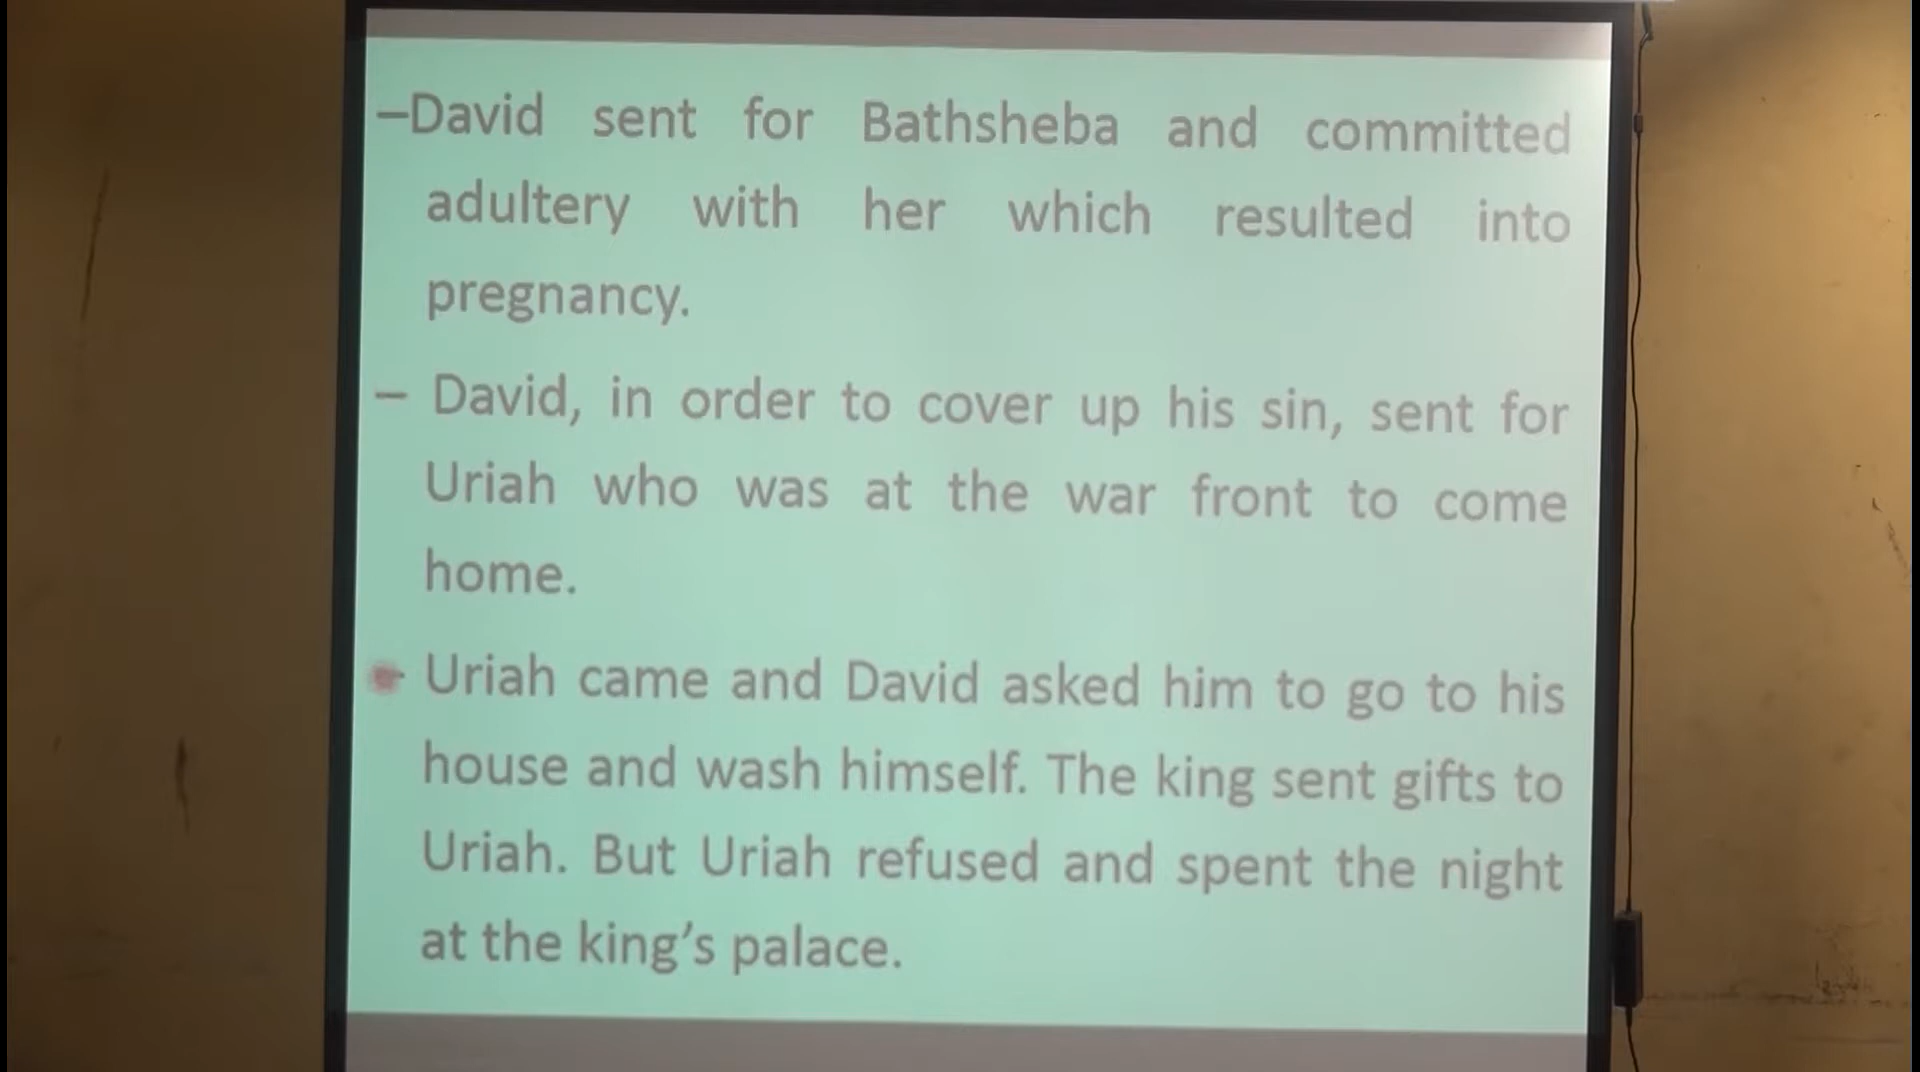 –David sent for Bathsheba and committed
adultery with her which resulted into
pregnancy.
– David, in order to cover up his sin, sent for
Uriah who was at the war front to come
home.
- Uriah came and David asked him to go to his
house and wash himself. The king sent gifts to
Uriah. But Uriah refused and spent the night
at the king’s palace.